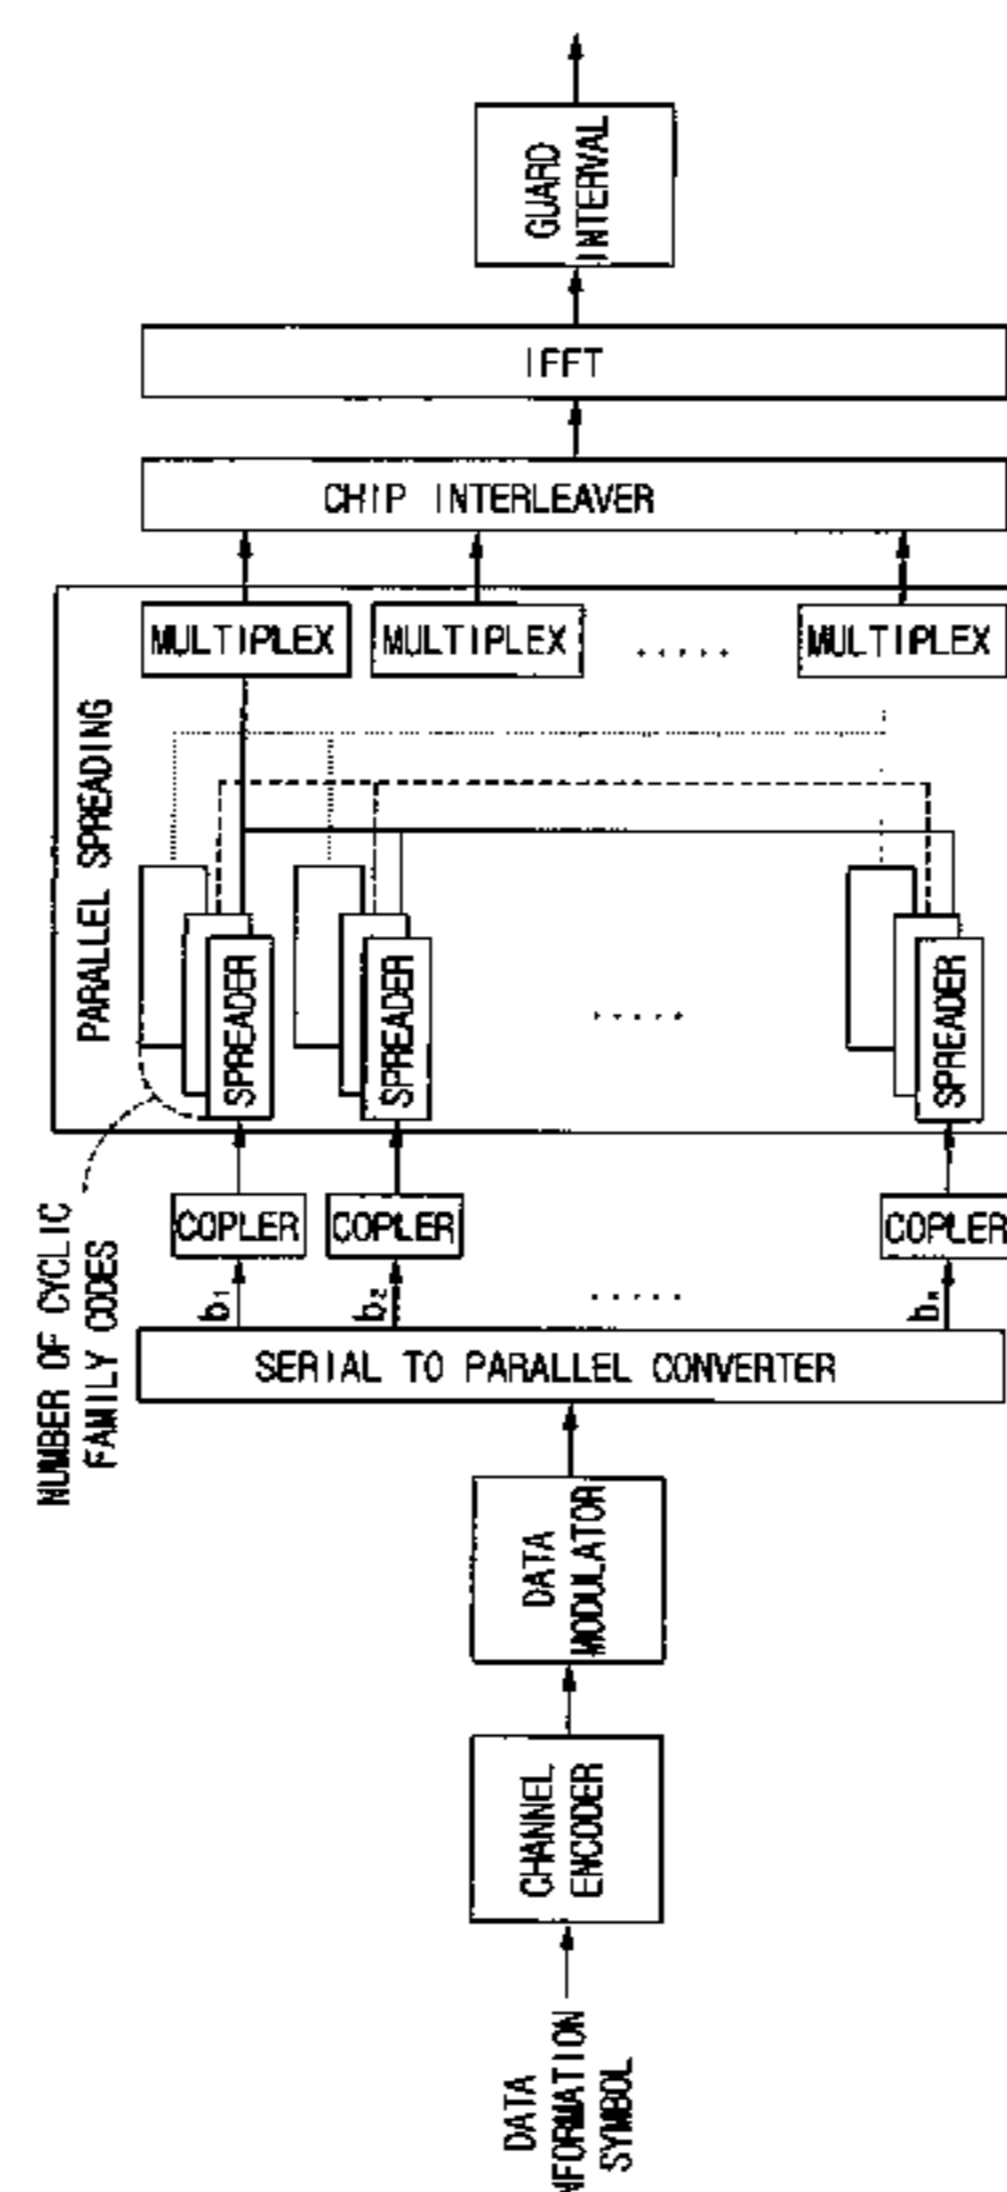 GUARD
INTERVAL
IFFT
CHIP INTERLEAVER
MULTIPLEX
MULTIPLEX
.....
MULTIPLEX
PARALLEL SPREADING
SPREADER
SPREADER
.....
SPREADER
NUMBER OF CYCLIC
FAMILY CODES
COPLER
COPLER
COPLER
b₁
b₂
.....
SERIAL TO PARALLEL CONVERTER
DATA
MODULATOR
CHANNEL
ENCODER
DATA
NFORMATION
SYMBOL